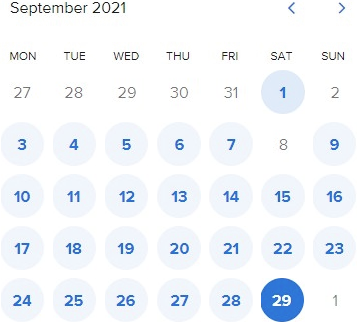 September 2021
MON TUE WED THU FRI SAT SUN
27 28 29 30 31 1 2
3 4 5 6 7 8 9
10 11 12 13 14 15 16
17 18 19 20 21 22 23
24 25 26 27 28 29 1